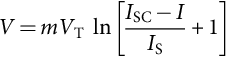 V = mV_T ln[(I_SC − I)/I_S + 1]